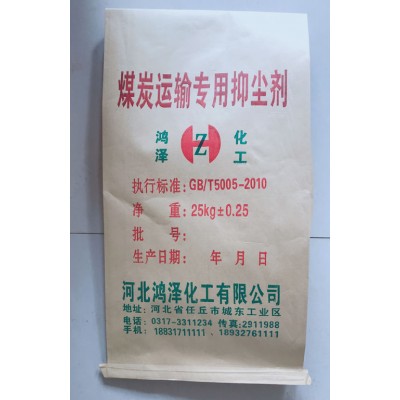 煤炭运输专用抑尘剂
鸿泽 HZ 化工
执行标准:GB/T5005-2010
净 重:25kg±0.25
批 号:
生产日期: 年 月 日
河北鸿泽化工有限公司
地址:河北省任丘市城东工业区
电话:0317-3311234 传真:2911988
手机:18831711111、18932761111